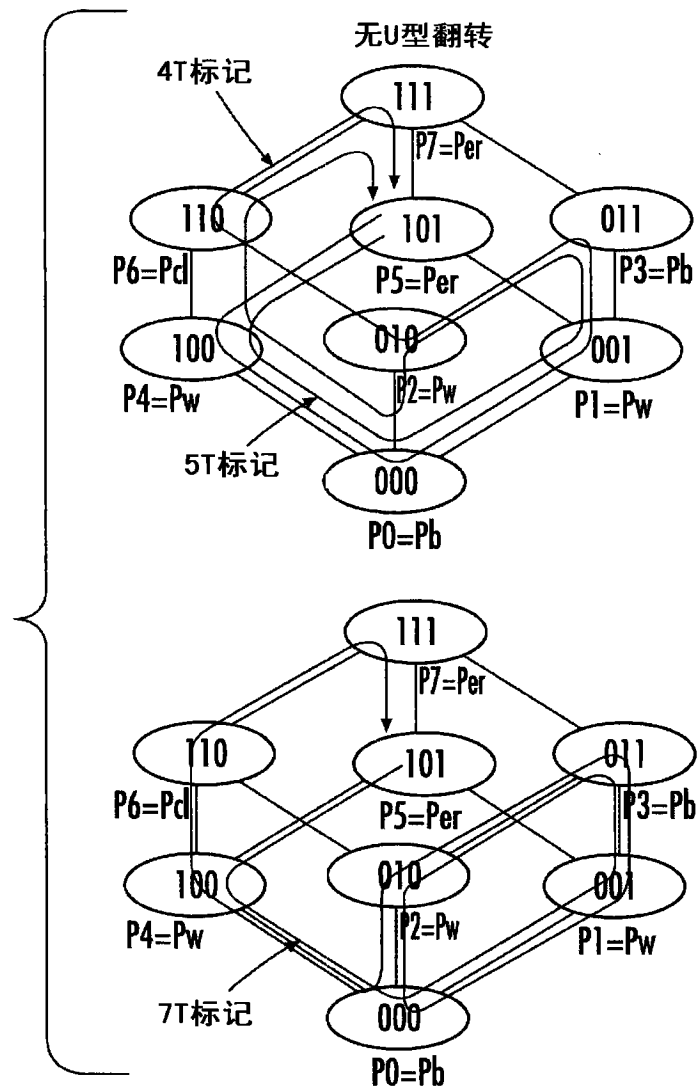 无U型翻转
4T标记
111
P7=Per
110
101
011
P6=Pcl
P5=Per
P3=Pb
100
010
001
P4=Pw
P2=Pw
P1=Pw
5T标记
000
P0=Pb
111
P7=Per
110
101
011
P6=Pcl
P5=Per
P3=Pb
100
010
001
P4=Pw
P2=Pw
P1=Pw
7T标记
000
P0=Pb